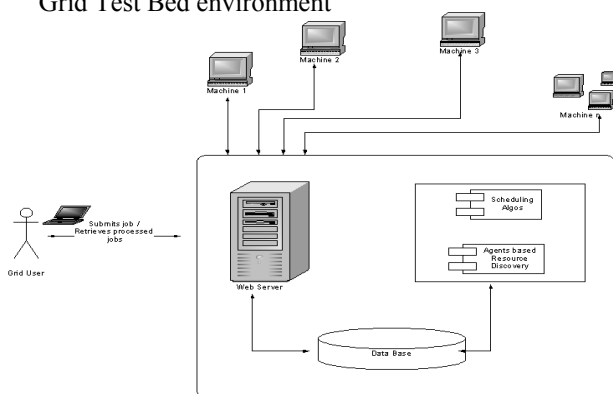 Grid Test Bed environment
Machine 1
Machine 2
Machine 3
Machine n
Submits job /
Retrieves processed
jobs
Grid User
Web Server
Scheduling
Algos
Agents based
Resource
Discovery
Data Base